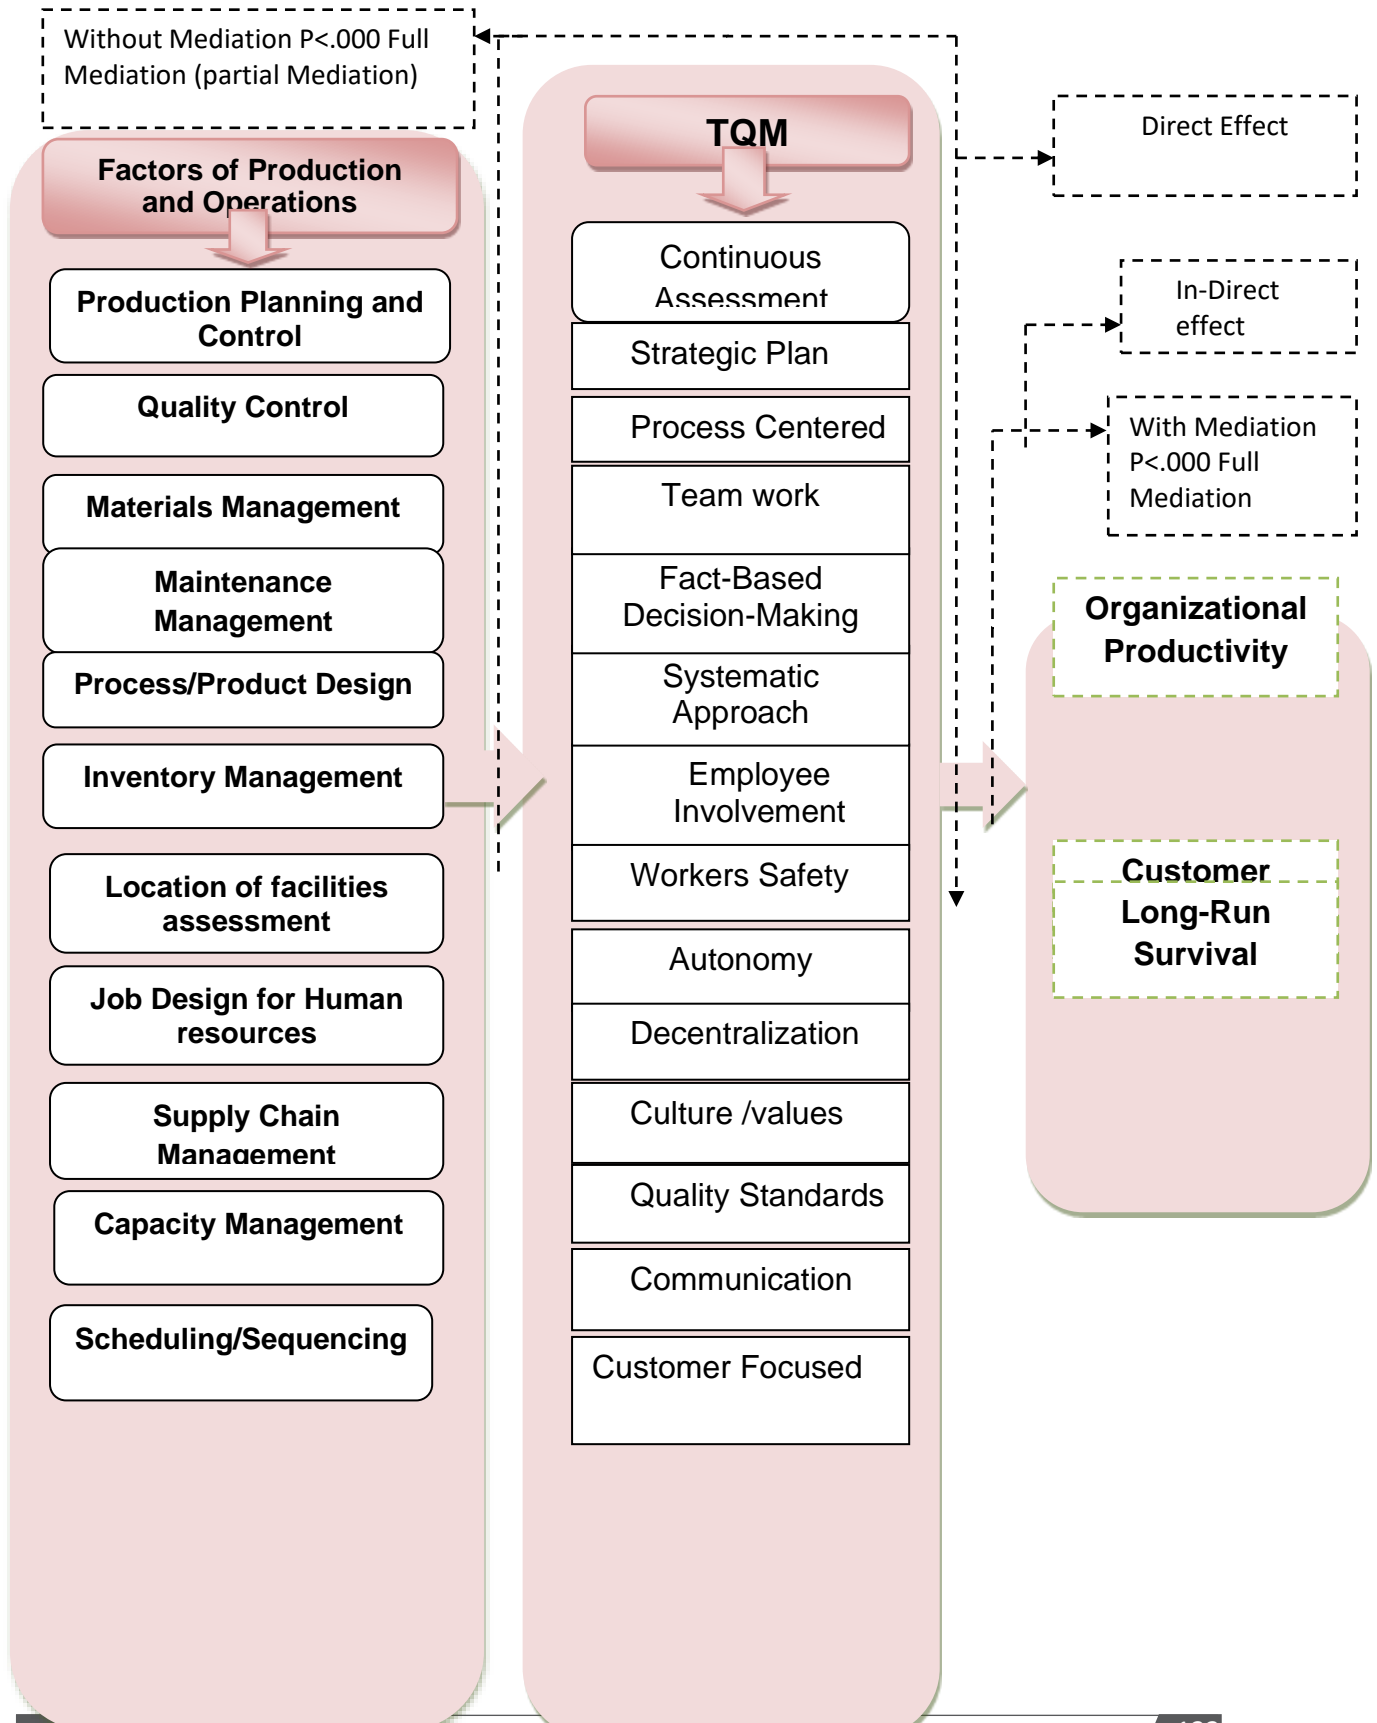 Without Mediation P<.000 Full
Mediation (partial Mediation)
Factors of Production
and Operations
Production Planning and
Control
Quality Control
Materials Management
Maintenance
Management
Process/Product Design
Inventory Management
Location of facilities
assessment
Job Design for Human
resources
Supply Chain
Management
Capacity Management
Scheduling/Sequencing
TQM
Continuous
Assessment
Strategic Plan
Process Centered
Team work
Fact-Based
Decision-Making
Systematic
Approach
Employee
Involvement
Workers Safety
Autonomy
Decentralization
Culture /values
Quality Standards
Communication
Customer Focused
Direct Effect
In-Direct
effect
With Mediation
P<.000 Full
Mediation
Organizational
Productivity
Customer
Long-Run
Survival